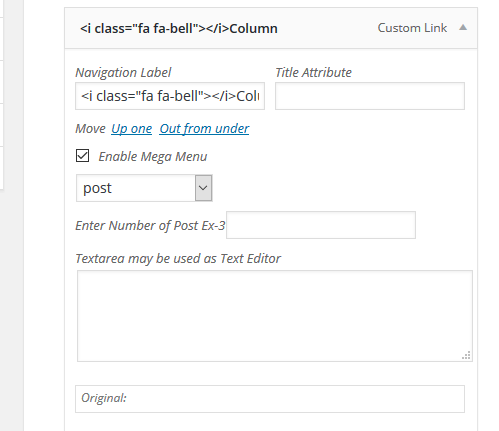 <i class="fa fa-bell"></i>Column Custom Link
Navigation Label Title Attribute
<i class="fa fa-bell"></i>Colu
Move Up one Out from under
Enable Mega Menu
post
Enter Number of Post Ex-3
Textarea may be used as Text Editor
Original: